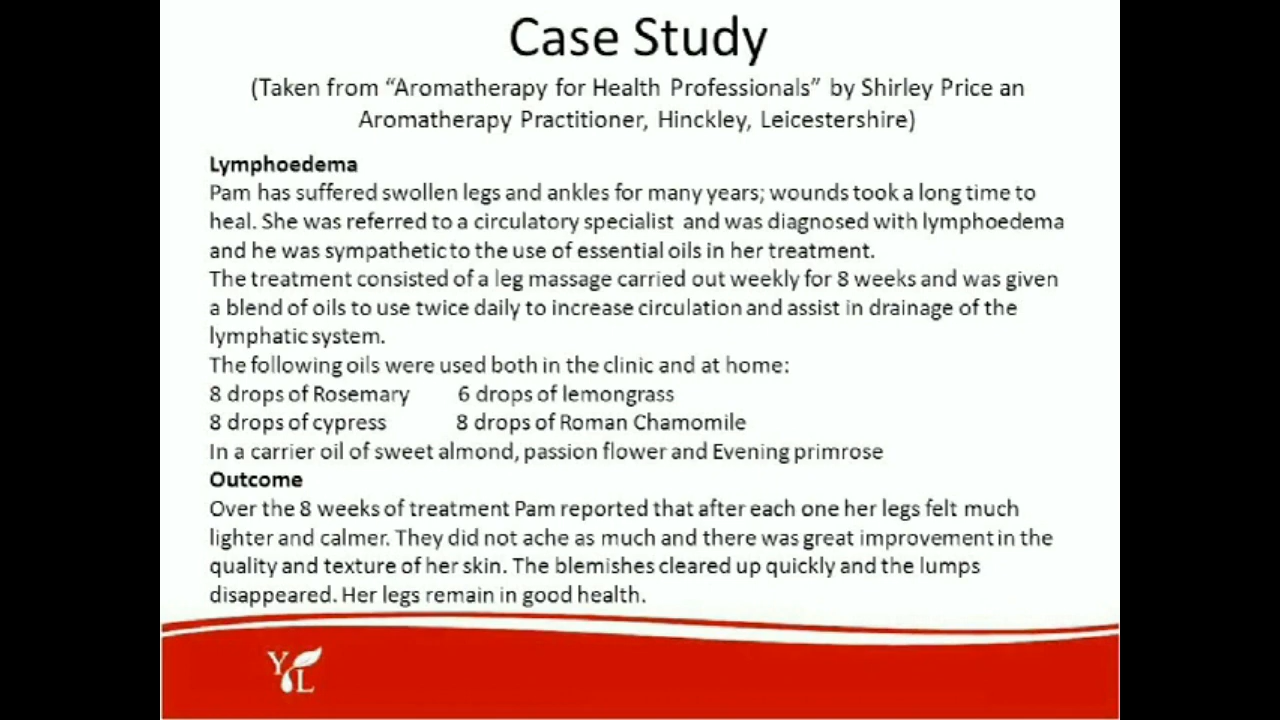 Case Study
(Taken from “Aromatherapy for Health Professionals” by Shirley Price an
Aromatherapy Practitioner, Hinckley, Leicestershire)
Lymphoedema
Pam has suffered swollen legs and ankles for many years; wounds took a long time to
heal. She was referred to a circulatory specialist and was diagnosed with lymphoedema
and he was sympathetic to the use of essential oils in her treatment.
The treatment consisted of a leg massage carried out weekly for 8 weeks and was given
a blend of oils to use twice daily to increase circulation and assist in drainage of the
lymphatic system.
The following oils were used both in the clinic and at home:
8 drops of Rosemary 6 drops of lemongrass
8 drops of cypress 8 drops of Roman Chamomile
In a carrier oil of sweet almond, passion flower and Evening primrose
Outcome
Over the 8 weeks of treatment Pam reported that after each one her legs felt much
lighter and calmer. They did not ache as much and there was great improvement in the
quality and texture of her skin. The blemishes cleared up quickly and the lumps
disappeared. Her legs remain in good health.
YL